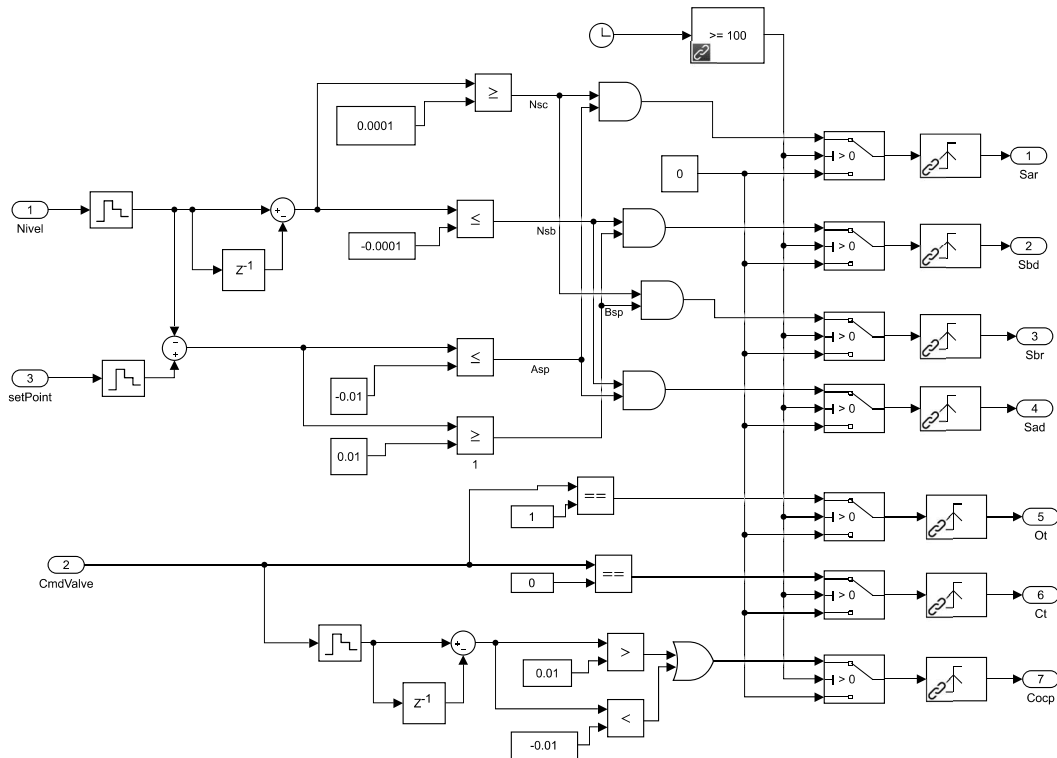 >= 100
≥
Nsc
0.0001
> 0
1
Sar
0
1
Nivel
+
−
≤
Nsb
-0.0001
Z-1
> 0
2
Sbd
Bsp
> 0
3
Sbr
−
+
3
setPoint
≤
Asp
-0.01
> 0
4
Sad
≥
0.01
1
==
1
> 0
5
Ot
2
CmdValve
==
0
> 0
6
Ct
+
−
>
0.01
> 0
7
Cocp
Z-1
<
-0.01